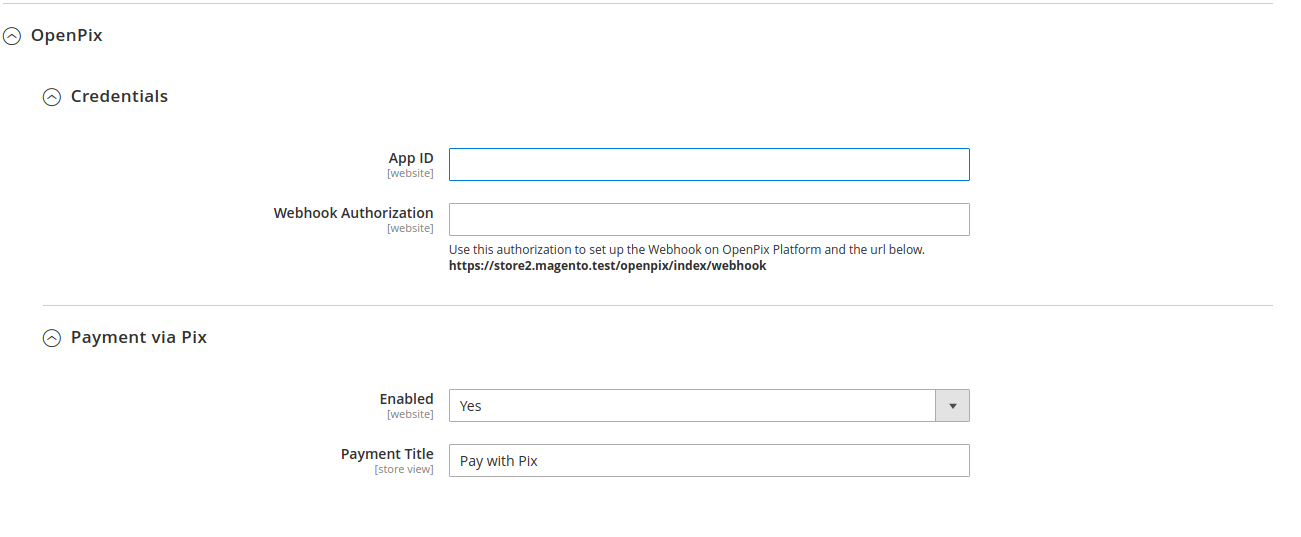 OpenPix
Credentials
App ID
[website]
Webhook Authorization
[website]
Use this authorization to set up the Webhook on OpenPix Platform and the url below.
https://store2.magento.test/openpix/index/webhook
Payment via Pix
Enabled
[website]
Yes
Payment Title
[store view]
Pay with Pix